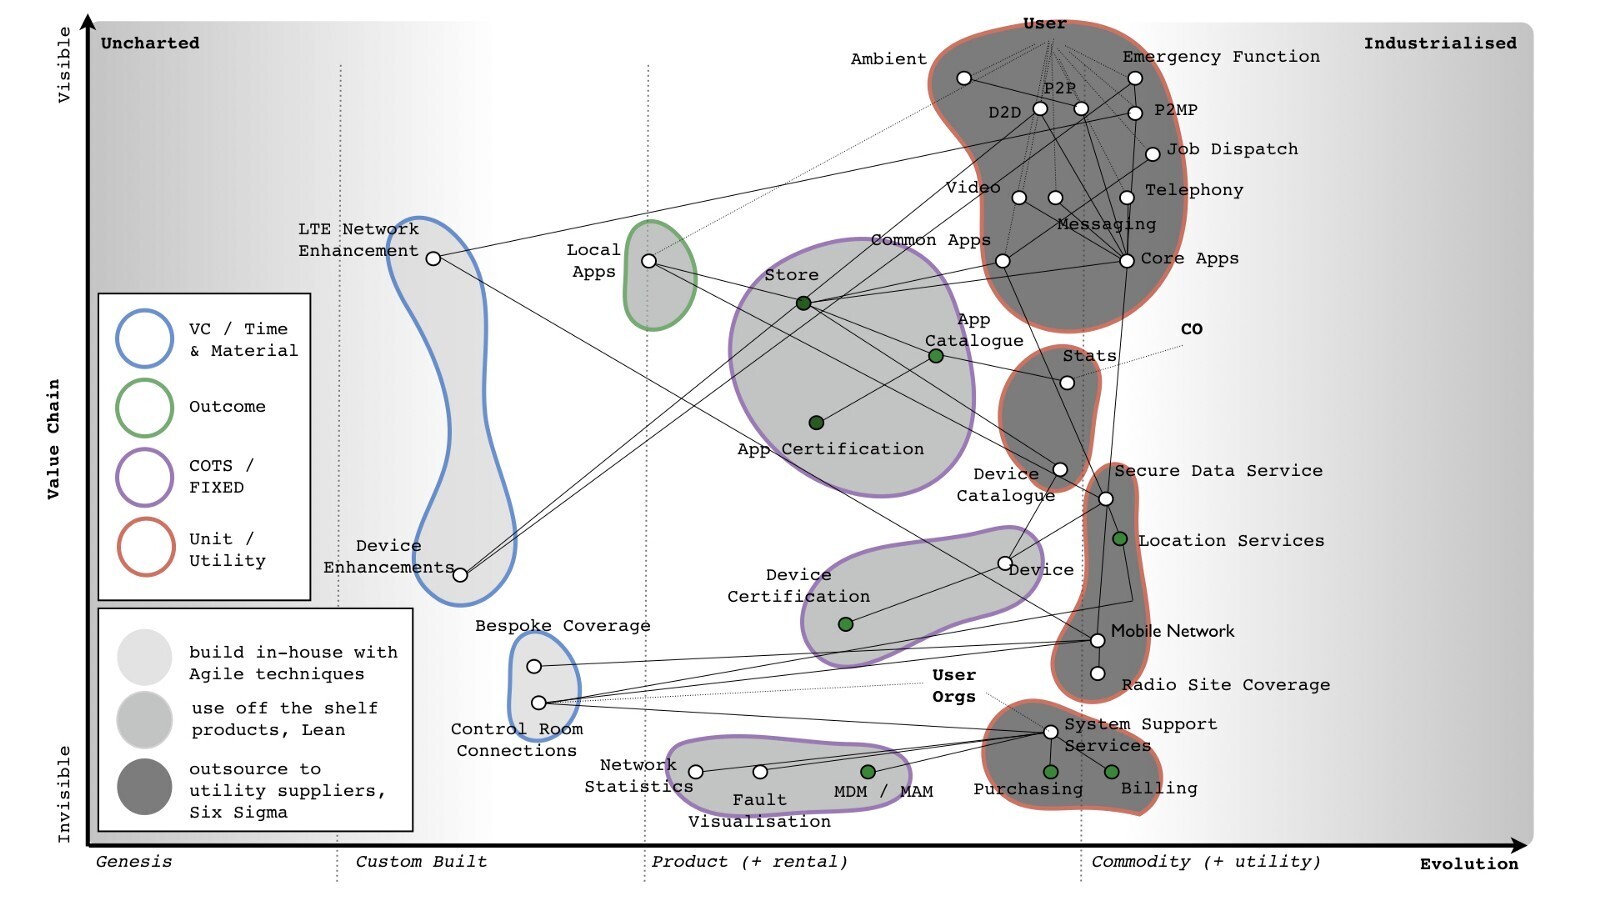 User
Uncharted
Industrialised
Visible
Ambient
Emergency Function
P2P
D2D
P2MP
Job Dispatch
Video
Telephony
Messaging
LTE Network
Enhancement
Local
Apps
Common Apps
Core Apps
Store
App
Catalogue
CO
Stats
VC / Time
& Material
Outcome
COTS /
FIXED
Unit /
Utility
Value Chain
App Certification
Device
Catalogue
Secure Data Service
Location Services
Device
Enhancements
Device
Device
Certification
Bespoke Coverage
Mobile Network
build in-house with
Agile techniques
use off the shelf
products, Lean
outsource to
utility suppliers,
Six Sigma
User
Orgs
Radio Site Coverage
Control Room
Connections
System Support
Services
Network
Statistics
Fault
Visualisation
MDM / MAM
Purchasing
Billing
Invisible
Genesis
Custom Built
Product (+ rental)
Commodity (+ utility)
Evolution